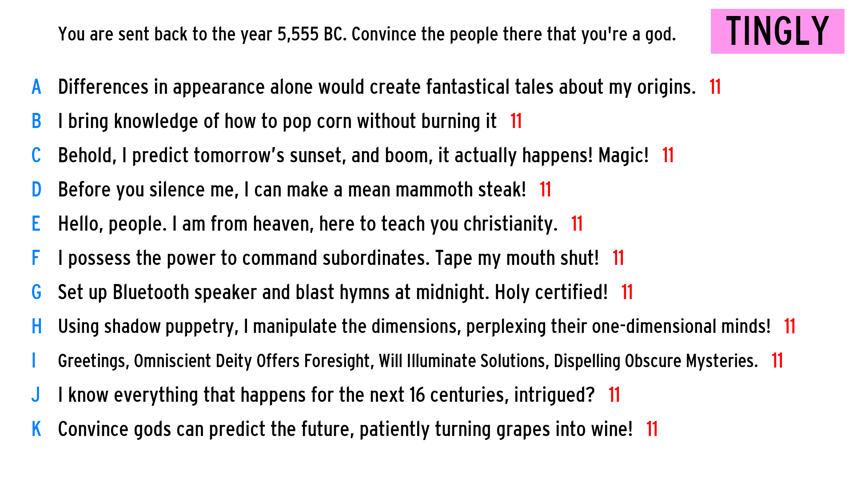 You are sent back to the year 5,555 BC. Convince the people there that you're a god.
TINGLY
A Differences in appearance alone would create fantastical tales about my origins. 11
B I bring knowledge of how to pop corn without burning it 11
C Behold, I predict tomorrow’s sunset, and boom, it actually happens! Magic! 11
D Before you silence me, I can make a mean mammoth steak! 11
E Hello, people. I am from heaven, here to teach you christianity. 11
F I possess the power to command subordinates. Tape my mouth shut! 11
G Set up Bluetooth speaker and blast hymns at midnight. Holy certified! 11
H Using shadow puppetry, I manipulate the dimensions, perplexing their one-dimensional minds! 11
I Greetings, Omniscient Deity Offers Foresight, Will Illuminate Solutions, Dispelling Obscure Mysteries. 11
J I know everything that happens for the next 16 centuries, intrigued? 11
K Convince gods can predict the future, patiently turning grapes into wine! 11